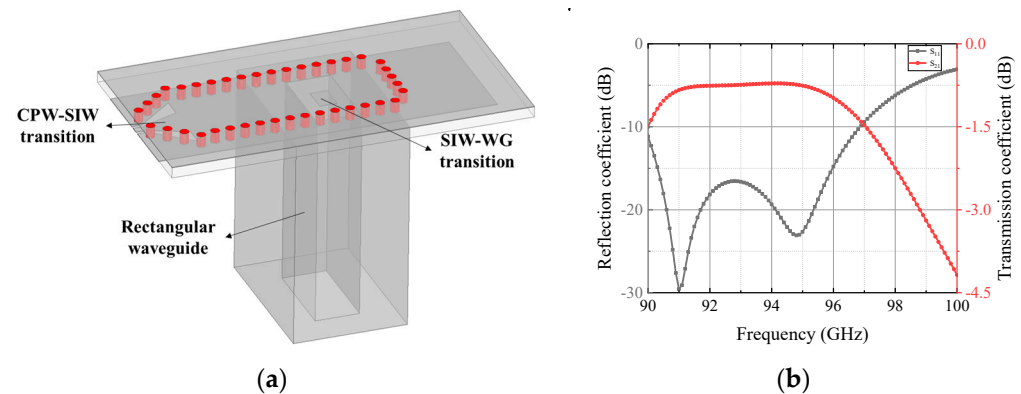 CPW-SIW
transition
SIW-WG
transition
Rectangular
waveguide
(a)
S11
S21
0
-10
-20
-30
0.0
-1.5
-3.0
-4.5
90 92 94 96 98 100
Reflection coefficient (dB)
Transmission coefficient (dB)
Frequency (GHz)
(b)